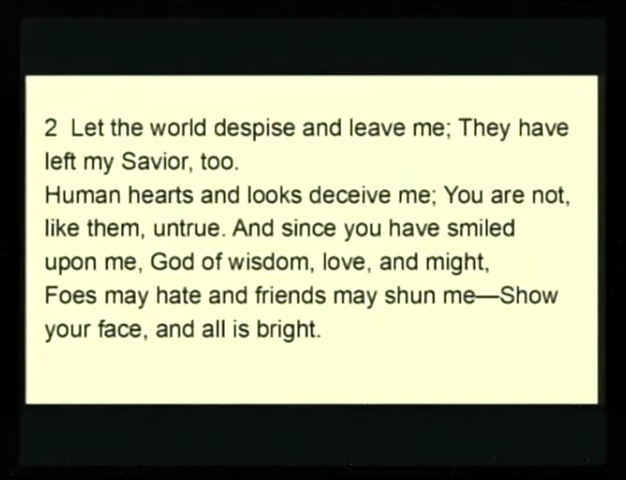 2 Let the world despise and leave me; They have
left my Savior, too.
Human hearts and looks deceive me; You are not,
like them, untrue. And since you have smiled
upon me, God of wisdom, love, and might,
Foes may hate and friends may shun me—Show
your face, and all is bright.